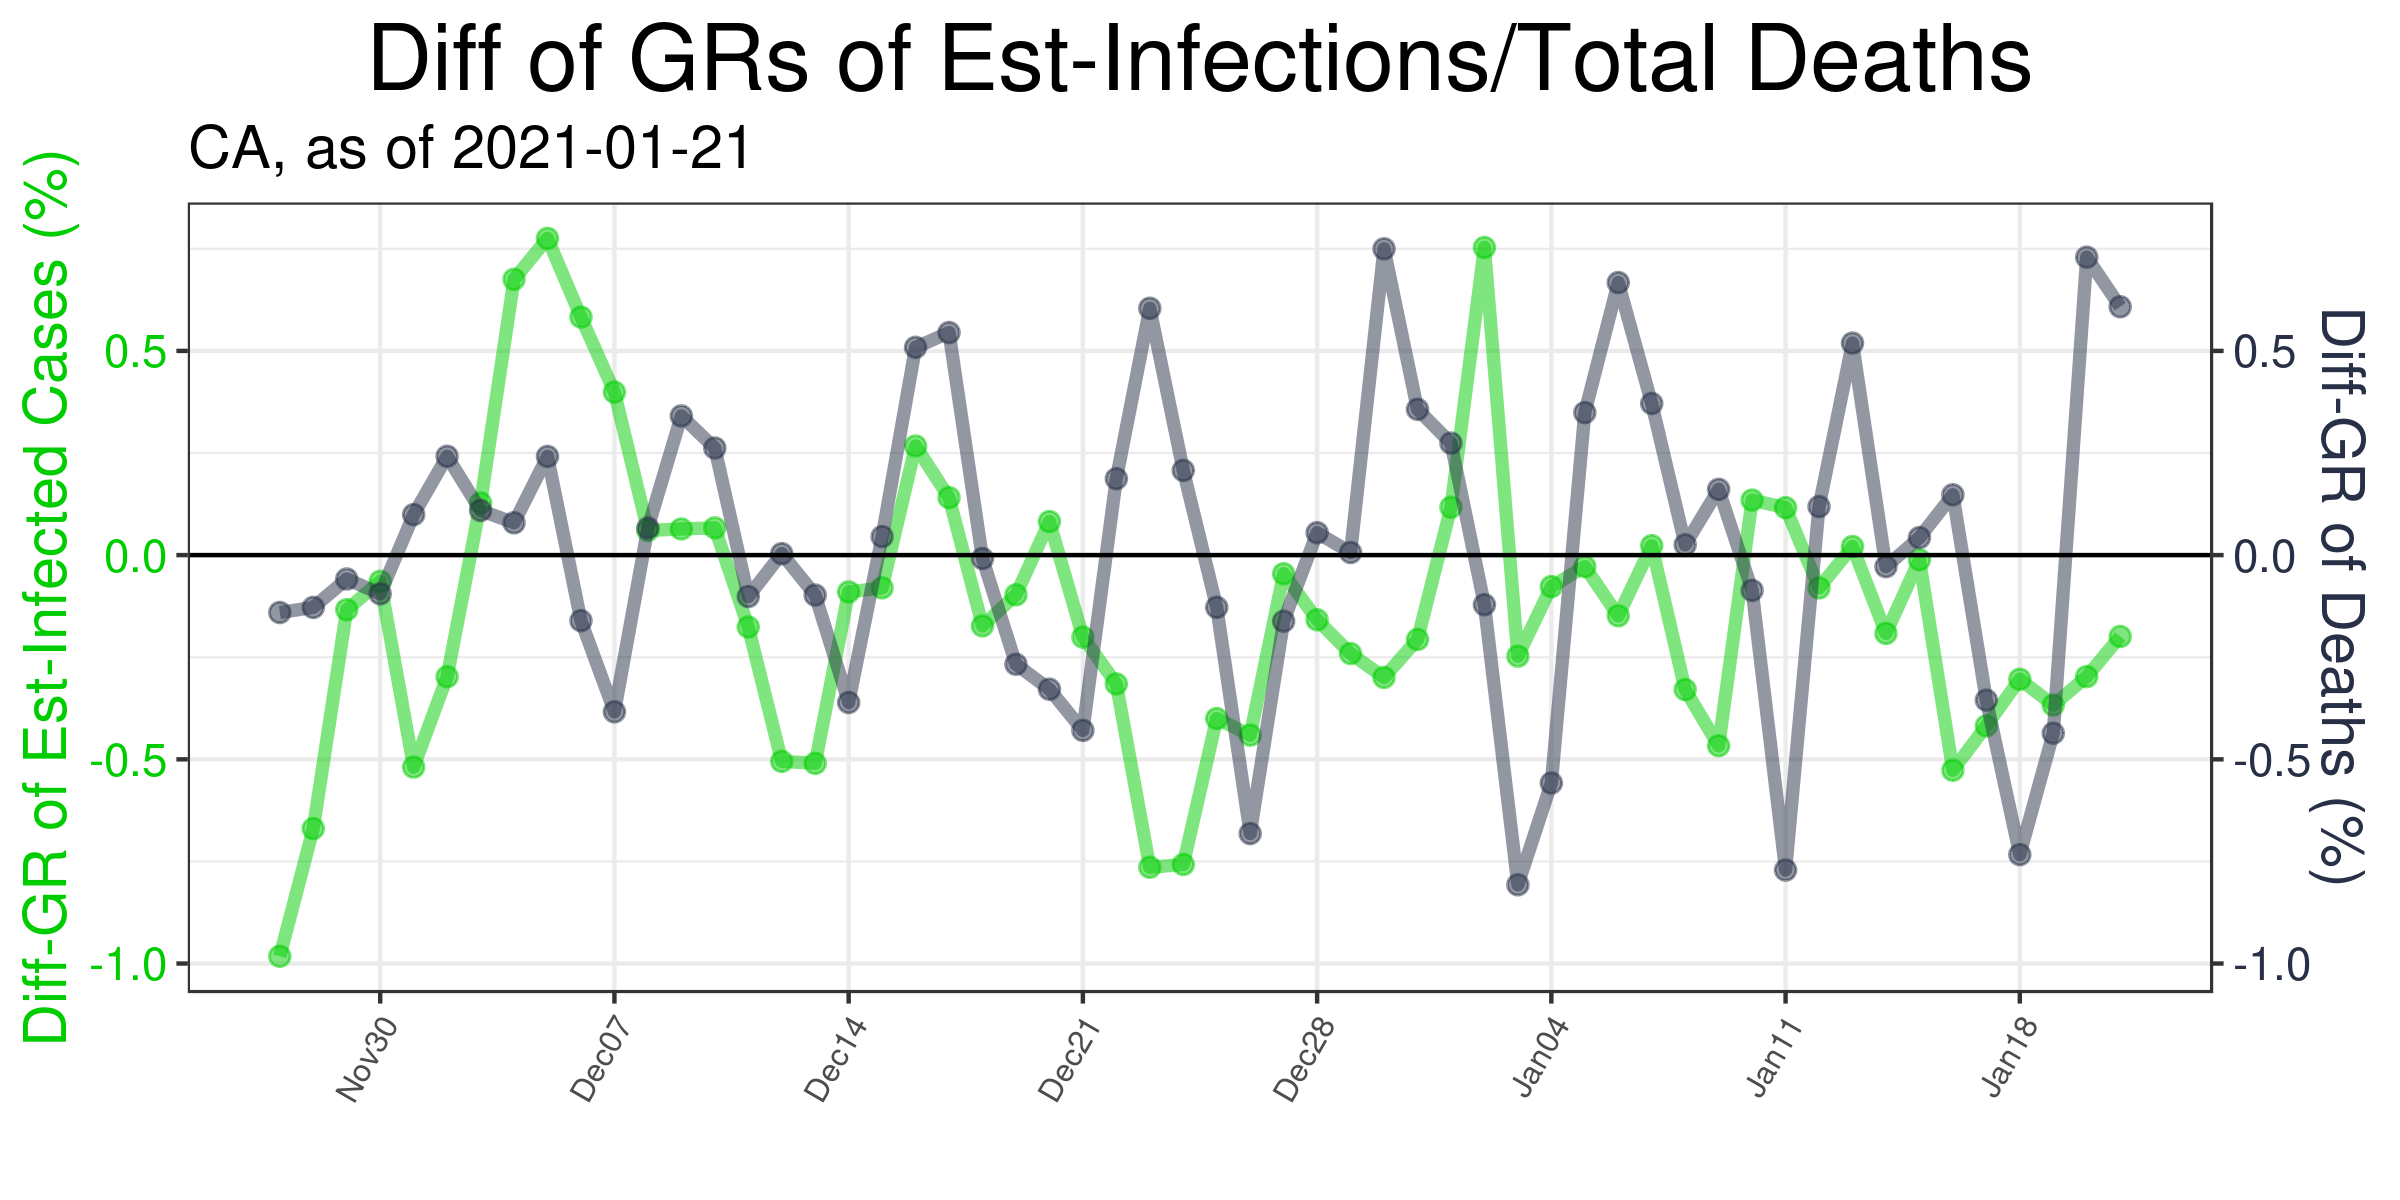 Diff of GRs of Est-Infections/Total Deaths
CA, as of 2021-01-21
Diff-GR of Est-Infected Cases (%)
0.5
0.0
-0.5
-1.0
0.5
0.0
-0.5
-1.0
Diff-GR of Deaths (%)
Nov30
Dec07
Dec14
Dec21
Dec28
Jan04
Jan11
Jan18